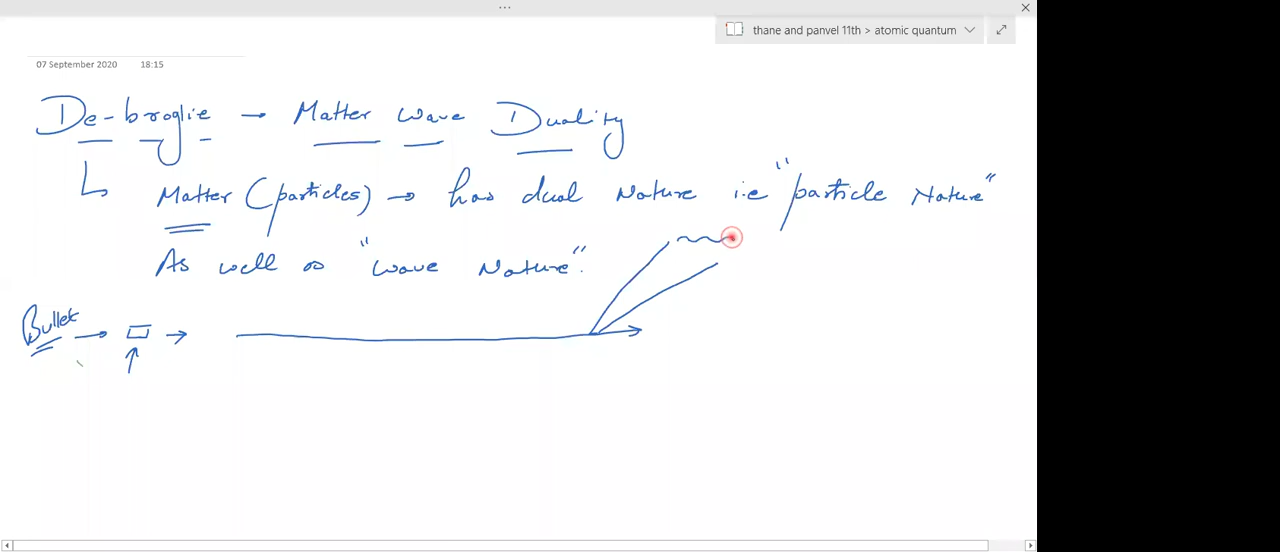 thane and panvel 11th > atomic quantum
07 September 2020 18:15
De-broglie → Matter wave Duality
Matter (particles) → has dual Nature i.e "particle Nature"
As well as "wave Nature".
Bullet →